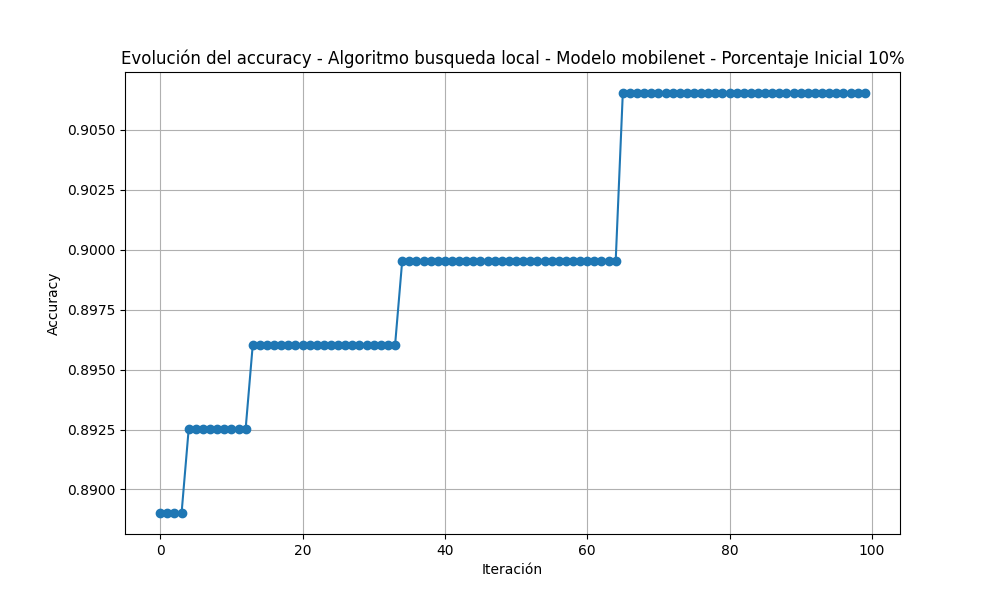 Evolución del accuracy - Algoritmo busqueda local - Modelo mobilenet - Porcentaje Inicial 10%
0.9050
0.9025
0.9000
0.8975
0.8950
0.8925
0.8900
Accuracy
0 20 40 60 80 100
Iteración